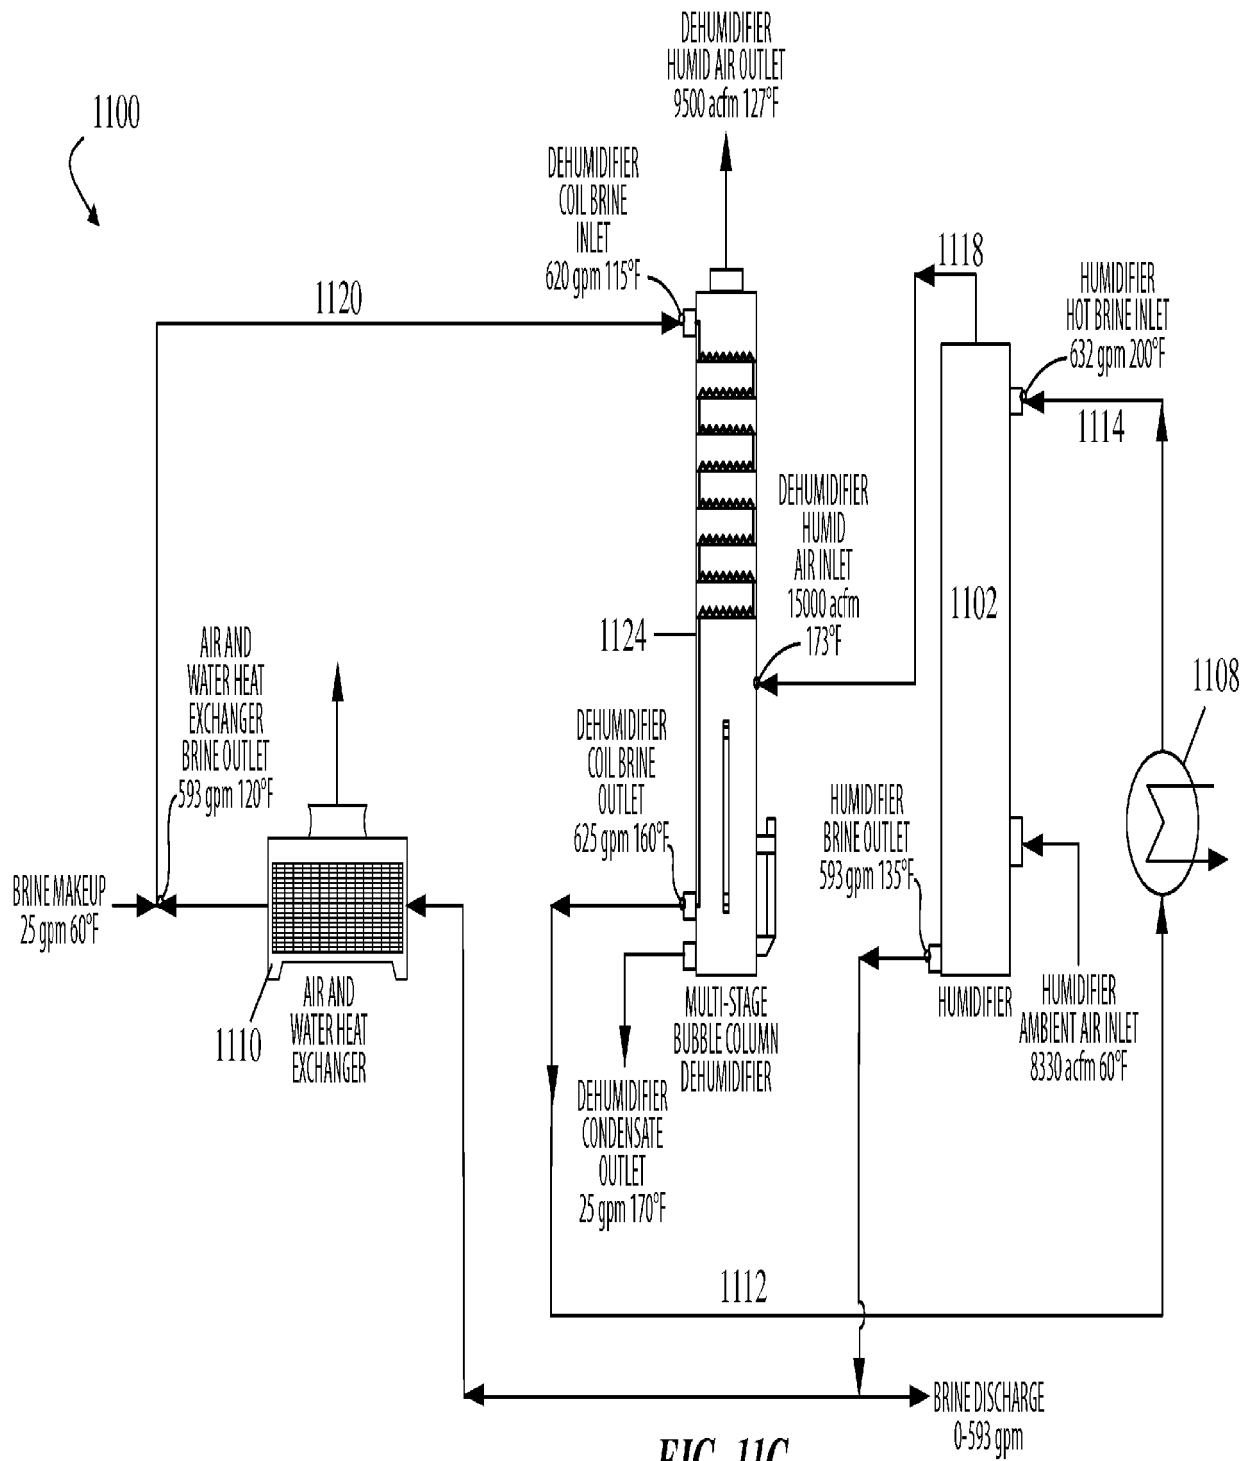 DEHUMIDIFIER
HUMID AIR OUTLET
9500 acfm 127°F
1100
DEHUMIDIFIER
COIL BRINE
INLET
620 gpm 115°F
1118
HUMIDIFIER
HOT BRINE INLET
632 gpm 200°F
1120
1114
DEHUMIDIFIER
HUMID
AIR INLET
15000 acfm
173°F
1102
1124
AIR AND
WATER HEAT
EXCHANGER
BRINE OUTLET
593 gpm 120°F
1108
DEHUMIDIFIER
COIL BRINE
OUTLET
625 gpm 160°F
HUMIDIFIER
BRINE OUTLET
593 gpm 135°F
BRINE MAKEUP
25 gpm 60°F
1110
AIR AND
WATER HEAT
EXCHANGER
MULTI-STAGE
BUBBLE COLUMN
DEHUMIDIFIER
HUMIDIFIER
HUMIDIFIER
AMBIENT AIR INLET
8330 acfm 60°F
DEHUMIDIFIER
CONDENSATE
OUTLET
25 gpm 170°F
1112
BRINE DISCHARGE
0-593 gpm
FIG. 11C